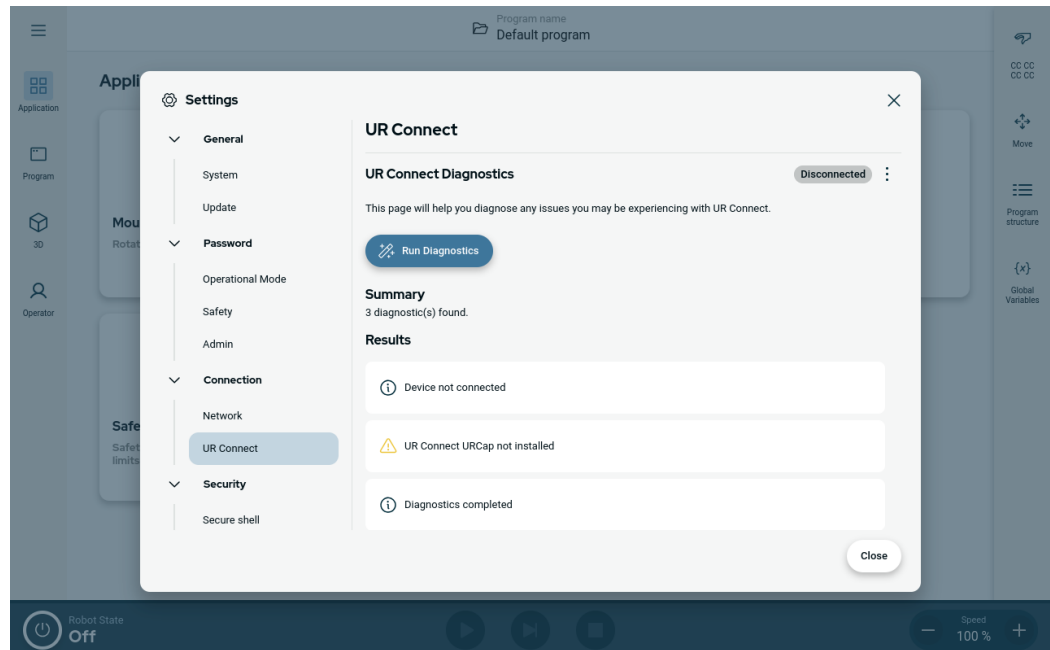 Program name
Default program
Application
Program
3D
Operator
Appli
Mou
Rotat
Safe
Safet
limits
Settings
General
System
Update
Password
Operational Mode
Safety
Admin
Connection
Network
UR Connect
Security
Secure shell
UR Connect
UR Connect Diagnostics
Disconnected
This page will help you diagnose any issues you may be experiencing with UR Connect.
Run Diagnostics
Summary
3 diagnostic(s) found.
Results
Device not connected
UR Connect URCap not installed
Diagnostics completed
Close
CC CC
CC CC
Move
Program
structure
{x}
Global
Variables
Robot State
Off
Speed
100 %